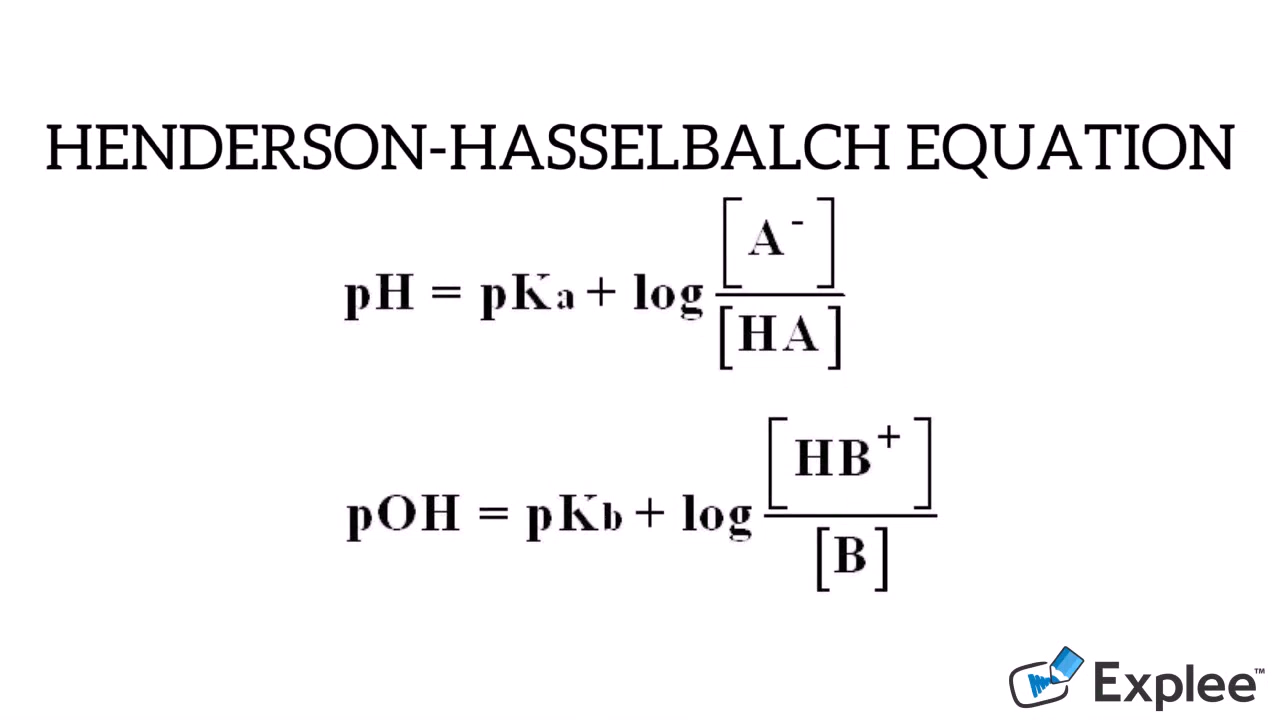 HENDERSON-HASSELBALCH EQUATION
pH = pKa + log [A⁻] / [HA]
pOH = pKb + log [HB⁺] / [B]
Explee™